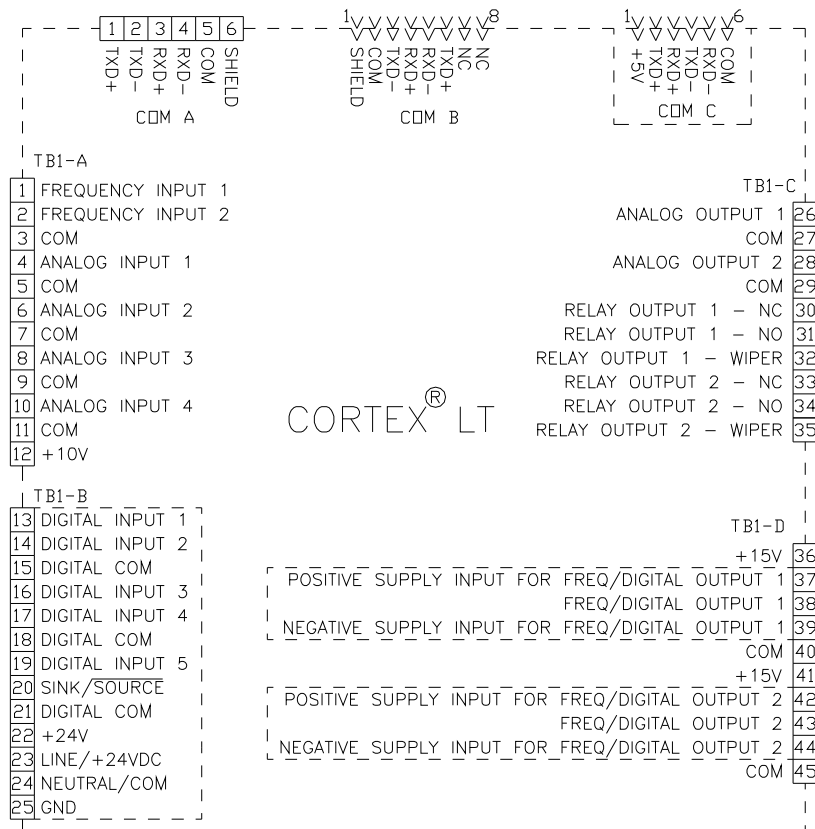 1 2 3 4 5 6
TXD+
TXD-
RXD+
RXD-
COM
SHIELD
COM A
1 8
SHIELD
COM
TXD-
RXD+
RXD-
TXD+
NC
NC
COM B
1 6
+5V
TXD+
RXD+
TXD-
RXD-
COM
COM C
TB1-A
1 FREQUENCY INPUT 1
2 FREQUENCY INPUT 2
3 COM
4 ANALOG INPUT 1
5 COM
6 ANALOG INPUT 2
7 COM
8 ANALOG INPUT 3
9 COM
10 ANALOG INPUT 4
11 COM
12 +10V
TB1-B
13 DIGITAL INPUT 1
14 DIGITAL INPUT 2
15 DIGITAL COM
16 DIGITAL INPUT 3
17 DIGITAL INPUT 4
18 DIGITAL COM
19 DIGITAL INPUT 5
20 SINK/SOURCE
21 DIGITAL COM
22 +24V
23 LINE/+24VDC
24 NEUTRAL/COM
25 GND
CORTEX® LT
TB1-C
ANALOG OUTPUT 1 26
COM 27
ANALOG OUTPUT 2 28
COM 29
RELAY OUTPUT 1 - NC 30
RELAY OUTPUT 1 - NO 31
RELAY OUTPUT 1 - WIPER 32
RELAY OUTPUT 2 - NC 33
RELAY OUTPUT 2 - NO 34
RELAY OUTPUT 2 - WIPER 35
TB1-D
+15V 36
POSITIVE SUPPLY INPUT FOR FREQ/DIGITAL OUTPUT 1 37
FREQ/DIGITAL OUTPUT 1 38
NEGATIVE SUPPLY INPUT FOR FREQ/DIGITAL OUTPUT 1 39
COM 40
+15V 41
POSITIVE SUPPLY INPUT FOR FREQ/DIGITAL OUTPUT 2 42
FREQ/DIGITAL OUTPUT 2 43
NEGATIVE SUPPLY INPUT FOR FREQ/DIGITAL OUTPUT 2 44
COM 45